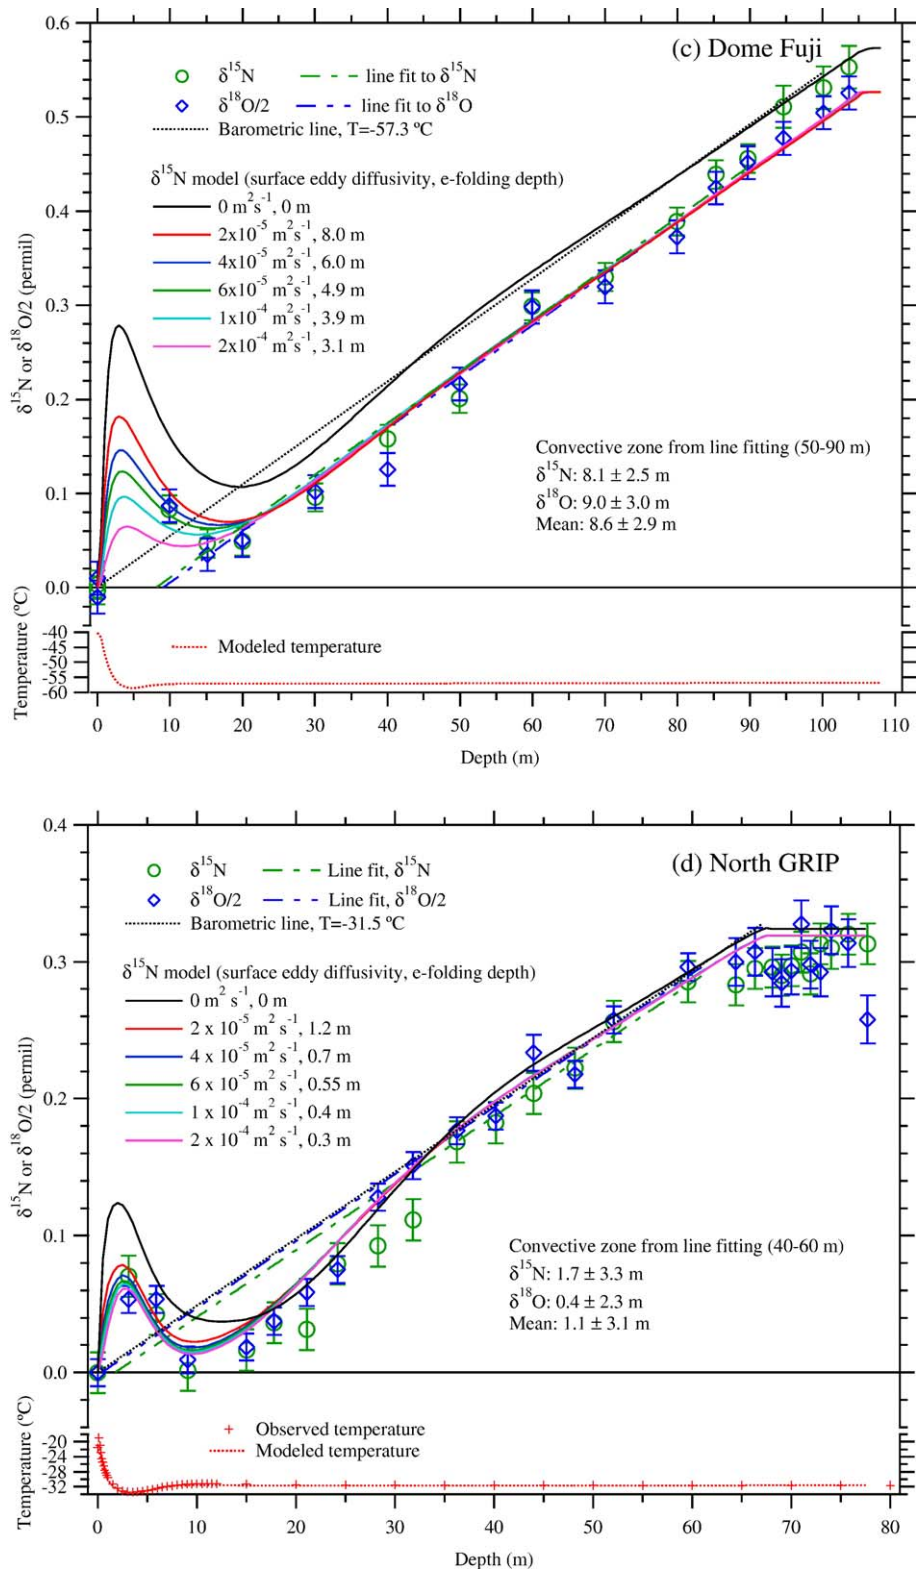 (c) Dome Fuji
δ¹⁵N
line fit to δ¹⁵N
δ¹⁸O/2
line fit to δ¹⁸O
Barometric line, T=-57.3 ºC
δ¹⁵N model (surface eddy diffusivity, e-folding depth)
0 m²s⁻¹, 0 m
2x10⁻⁵ m²s⁻¹, 8.0 m
4x10⁻⁵ m²s⁻¹, 6.0 m
6x10⁻⁵ m²s⁻¹, 4.9 m
1x10⁻⁴ m²s⁻¹, 3.9 m
2x10⁻⁴ m²s⁻¹, 3.1 m
Convective zone from line fitting (50-90 m)
δ¹⁵N: 8.1 ± 2.5 m
δ¹⁸O: 9.0 ± 3.0 m
Mean: 8.6 ± 2.9 m
δ¹⁵N or δ¹⁸O/2 (permil)
0.6
0.5
0.4
0.3
0.2
0.1
0.0
Temperature (ºC)
-40
-45
-50
-55
-60
Modeled temperature
0 10 20 30 40 50 60 70 80 90 100 110
Depth (m)
(d) North GRIP
δ¹⁵N
Line fit, δ¹⁵N
δ¹⁸O/2
Line fit, δ¹⁸O/2
Barometric line, T=-31.5 ºC
δ¹⁵N model (surface eddy diffusivity, e-folding depth)
0 m² s⁻¹, 0 m
2 x 10⁻⁵ m² s⁻¹, 1.2 m
4 x 10⁻⁵ m² s⁻¹, 0.7 m
6 x 10⁻⁵ m² s⁻¹, 0.55 m
1 x 10⁻⁴ m² s⁻¹, 0.4 m
2 x 10⁻⁴ m² s⁻¹, 0.3 m
Convective zone from line fitting (40-60 m)
δ¹⁵N: 1.7 ± 3.3 m
δ¹⁸O: 0.4 ± 2.3 m
Mean: 1.1 ± 3.1 m
δ¹⁵N or δ¹⁸O/2 (permil)
0.4
0.3
0.2
0.1
0.0
Temperature (ºC)
-20
-24
-28
-32
Observed temperature
Modeled temperature
0 10 20 30 40 50 60 70 80
Depth (m)